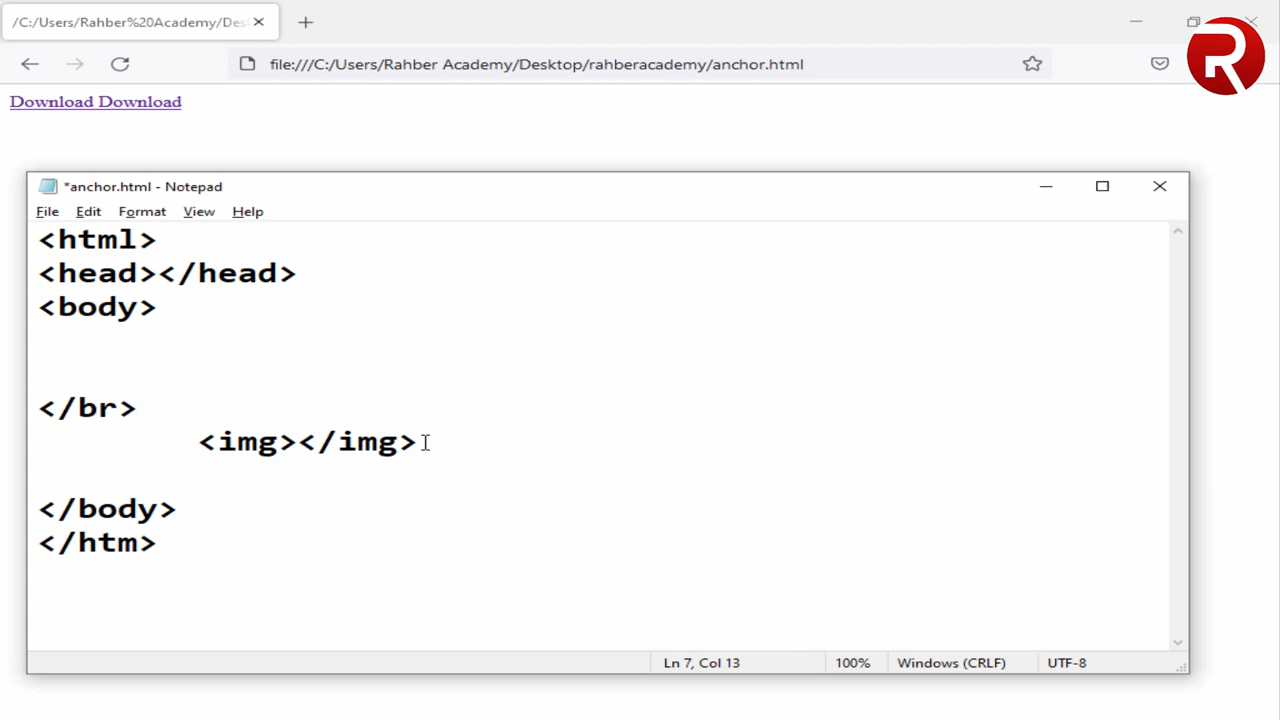 /C:/Users/Rahber%20Academy/Des
file:///C:/Users/Rahber Academy/Desktop/rahberacademy/anchor.html
R
Download Download
*anchor.html - Notepad
File Edit Format View Help
<html>
<head></head>
<body>
</br>
<img></img>
</body>
</htm>
Ln 7, Col 13 100% Windows (CRLF) UTF-8